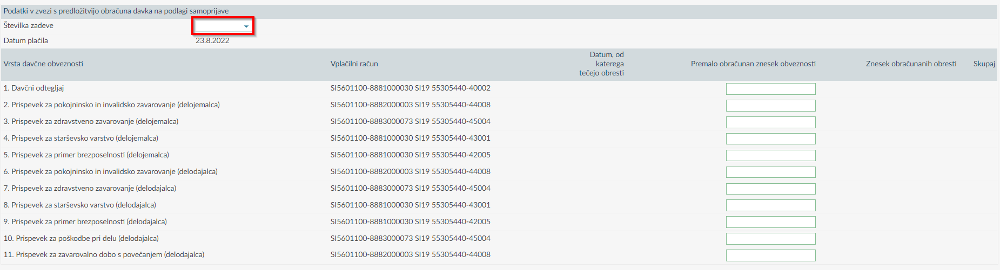 Podatki v zvezi s predložitvijo obračuna davka na podlagi samoprijave
Številka zadeve
Datum plačila 23.8.2022
Vrsta davčne obveznosti Vplačilni račun Datum, od katerega tečejo obresti Premalo obračunan znesek obveznosti Znesek obračunanih obresti Skupaj
1. Davčni odtegljaj SI5601100-8881000030 SI19 55305440-40002
2. Prispevek za pokojninsko in invalidsko zavarovanje (delojemalca) SI5601100-8882000003 SI19 55305440-44008
3. Prispevek za zdravstveno zavarovanje (delojemalca) SI5601100-8883000073 SI19 55305440-45004
4. Prispevek za starševsko varstvo (delojemalca) SI5601100-8881000030 SI19 55305440-43001
5. Prispevek za primer brezposelnosti (delojemalca) SI5601100-8881000030 SI19 55305440-42005
6. Prispevek za pokojninsko in invalidsko zavarovanje (delodajalca) SI5601100-8882000003 SI19 55305440-44008
7. Prispevek za zdravstveno zavarovanje (delodajalca) SI5601100-8883000073 SI19 55305440-45004
8. Prispevek za starševsko varstvo (delodajalca) SI5601100-8881000030 SI19 55305440-43001
9. Prispevek za primer brezposelnosti (delodajalca) SI5601100-8881000030 SI19 55305440-42005
10. Prispevek za poškodbe pri delu (delodajalca) SI5601100-8883000073 SI19 55305440-45004
11. Prispevek za zavarovalno dobo s povečanjem (delodajalca) SI5601100-8882000003 SI19 55305440-44008